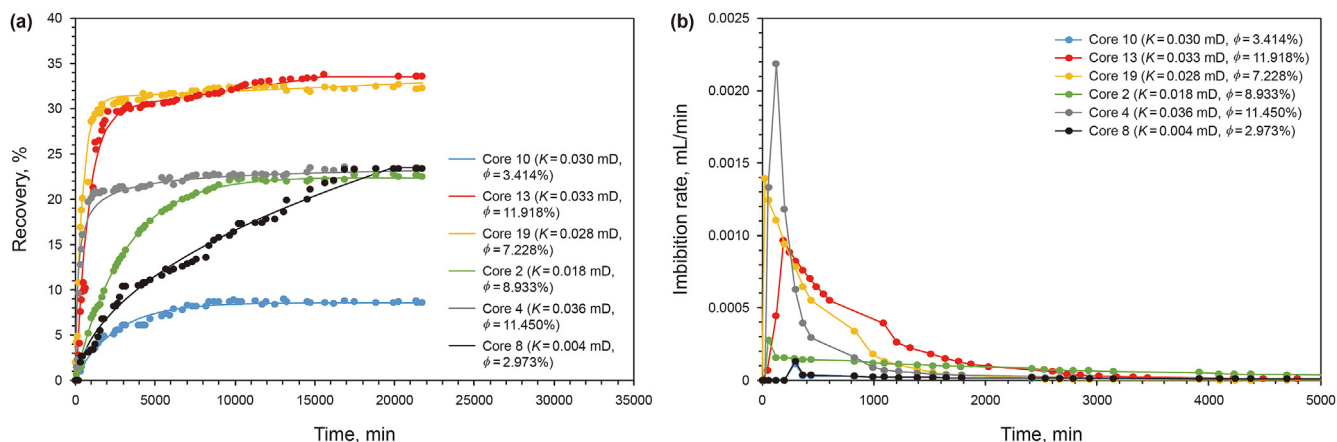 (a)
40
35
30
25
20
15
10
5
0
Recovery, %
0
5000
10000
15000
20000
25000
30000
35000
Time, min
Core 10 (K = 0.030 mD,
ϕ = 3.414%)
Core 13 (K = 0.033 mD,
ϕ = 11.918%)
Core 19 (K = 0.028 mD,
ϕ = 7.228%)
Core 2 (K = 0.018 mD,
ϕ = 8.933%)
Core 4 (K = 0.036 mD,
ϕ = 11.450%)
Core 8 (K = 0.004 mD,
ϕ = 2.973%)
(b)
0.0025
0.0020
0.0015
0.0010
0.0005
0
Imbibition rate, mL/min
0
1000
2000
3000
4000
5000
Time, min
Core 10 (K = 0.030 mD, ϕ = 3.414%)
Core 13 (K = 0.033 mD, ϕ = 11.918%)
Core 19 (K = 0.028 mD, ϕ = 7.228%)
Core 2 (K = 0.018 mD, ϕ = 8.933%)
Core 4 (K = 0.036 mD, ϕ = 11.450%)
Core 8 (K = 0.004 mD, ϕ = 2.973%)